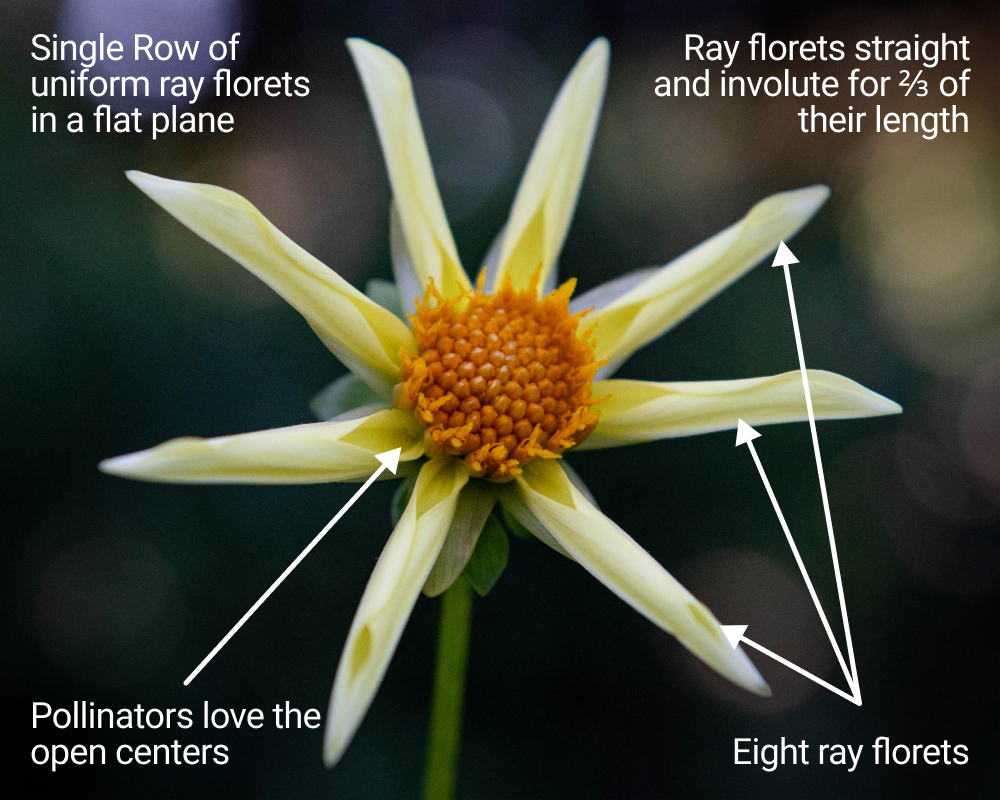 Single Row of
uniform ray florets
in a flat plane
Ray florets straight
and involute for ⅔ of
their length
Pollinators love the
open centers
Eight ray florets